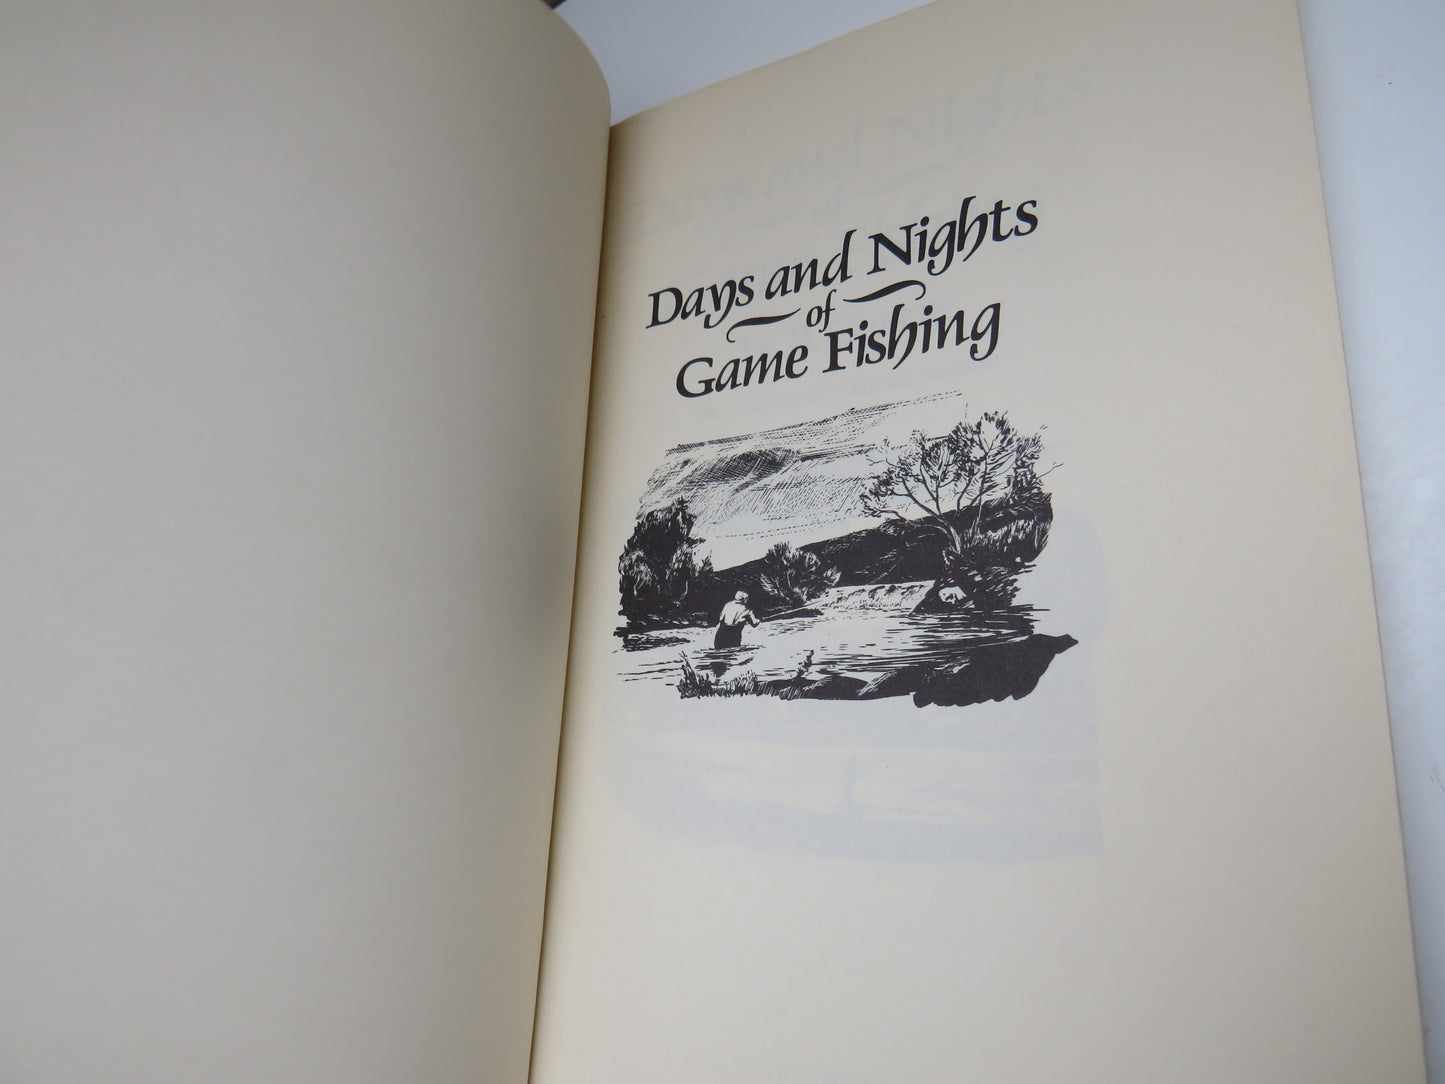 Days and Nights
of
Game Fishing